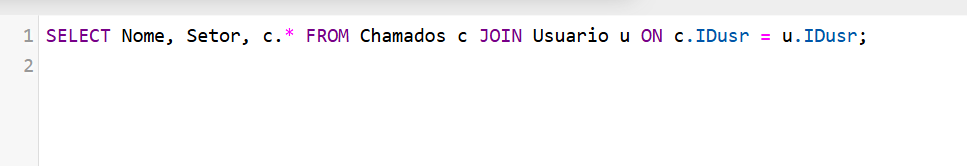 1 SELECT Nome, Setor, c.* FROM Chamados c JOIN Usuario u ON c.IDusr = u.IDusr;
2